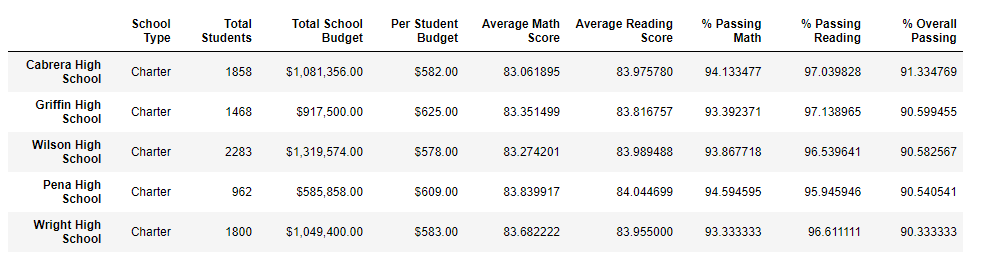 School Type Total Students Total School Budget Per Student Budget Average Math Score Average Reading Score % Passing Math % Passing Reading % Overall Passing
Cabrera High School Charter 1858 $1,081,356.00 $582.00 83.061895 83.975780 94.133477 97.039828 91.334769
Griffin High School Charter 1468 $917,500.00 $625.00 83.351499 83.816757 93.392371 97.138965 90.599455
Wilson High School Charter 2283 $1,319,574.00 $578.00 83.274201 83.989488 93.867718 96.539641 90.582567
Pena High School Charter 962 $585,858.00 $609.00 83.839917 84.044699 94.594595 95.945946 90.540541
Wright High School Charter 1800 $1,049,400.00 $583.00 83.682222 83.955000 93.333333 96.611111 90.333333